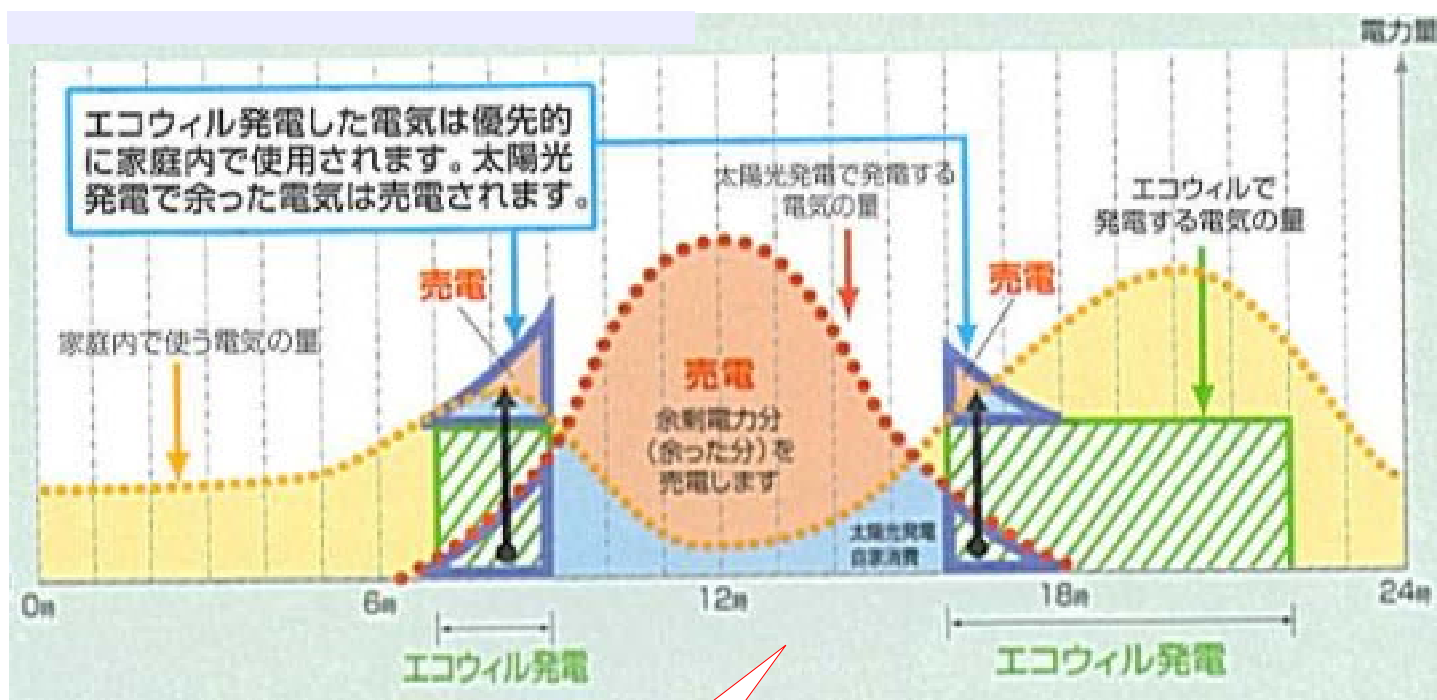 電力量
エコウィル発電した電気は優先的
に家庭内で使用されます。太陽光
発電で余った電気は売電されます。
太陽光発電で発電する
電気の量
エコウィルで
発電する電気の量
売電
売電
家庭内で使う電気の量
売電
余剰電力分
(余った分)を
売電します
太陽光発電
自家消費
0時
6時
12時
18時
24時
エコウィル発電
エコウィル発電